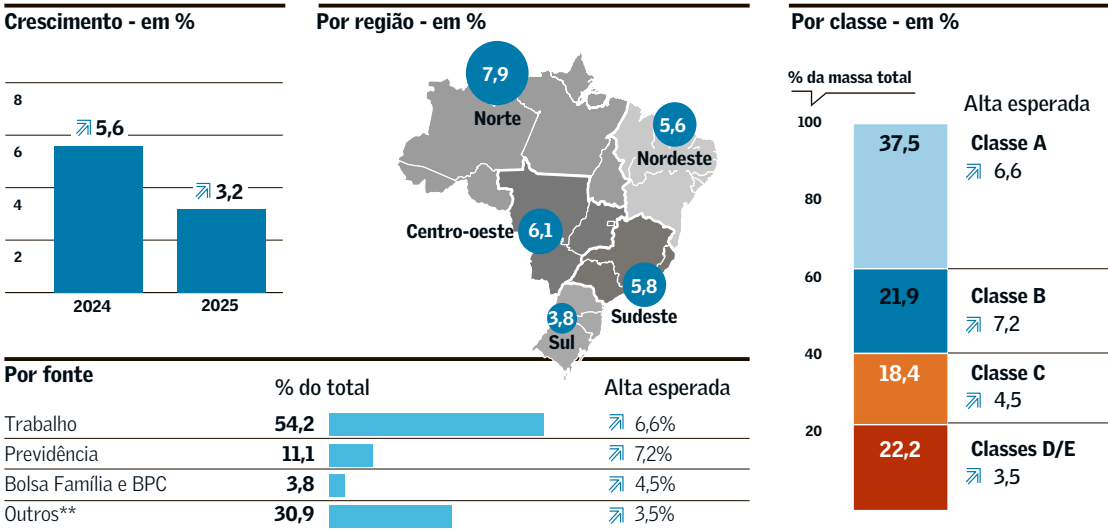 Crescimento - em %
8
6
4
2
5,6
3,2
2024
2025
Por região - em %
7,9
Norte
5,6
Nordeste
Centro-oeste
6,1
5,8
Sudeste
3,8
Sul
Por classe - em %
% da massa total
Alta esperada
100
80
60
40
20
37,5
Classe A
6,6
21,9
Classe B
7,2
18,4
Classe C
4,5
22,2
Classes D/E
3,5
Por fonte
% do total
Alta esperada
Trabalho 54,2 6,6%
Previdência 11,1 7,2%
Bolsa Família e BPC 3,8 4,5%
Outros** 30,9 3,5%